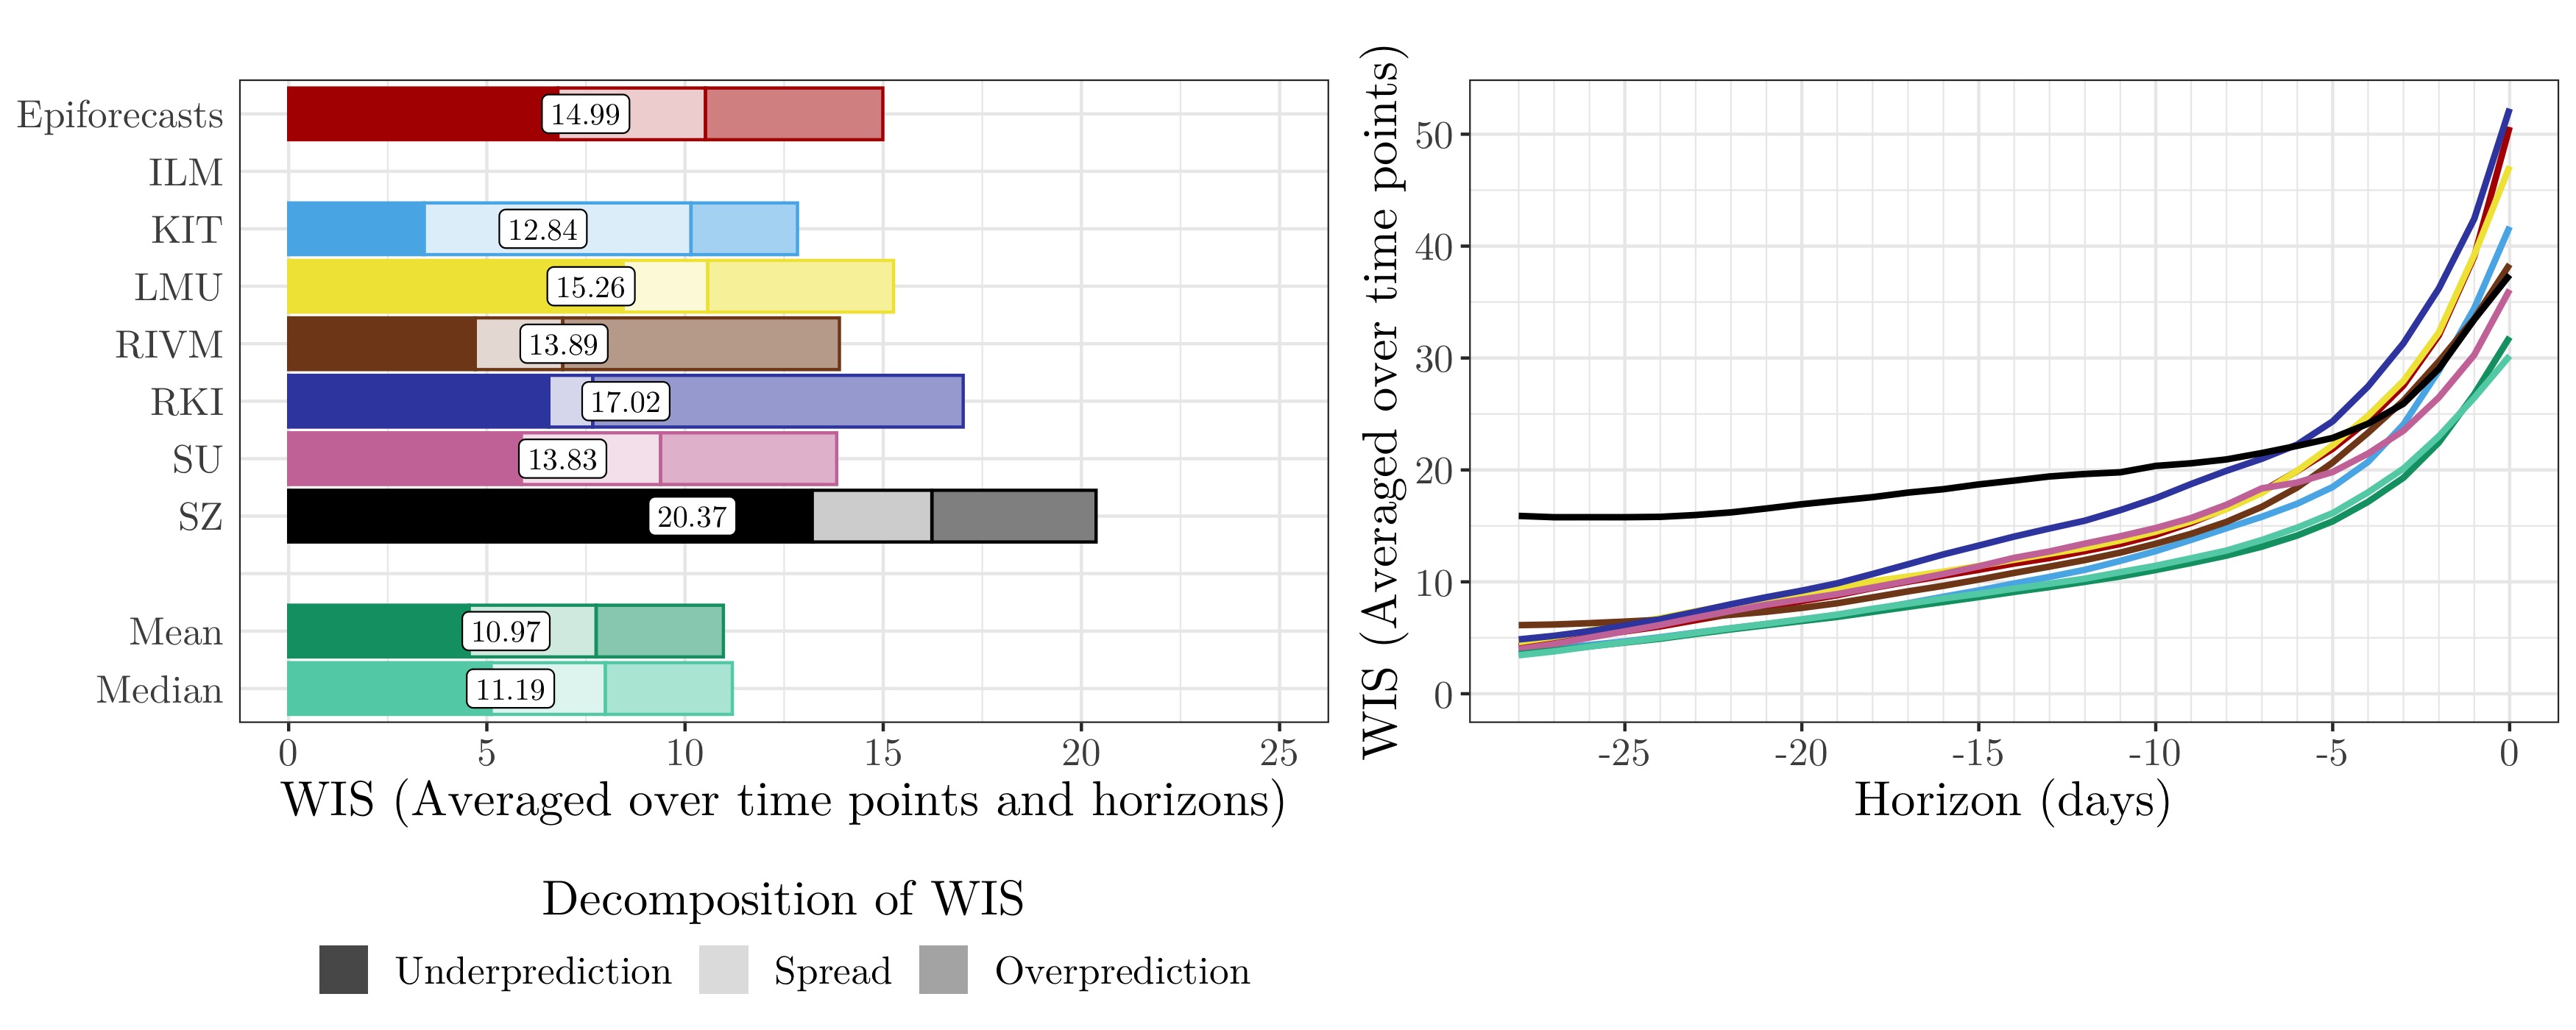 Epiforecasts
14.99
ILM
KIT
12.84
LMU
15.26
RIVM
13.89
RKI
17.02
SU
13.83
SZ
20.37
Mean
10.97
Median
11.19
0 5 10 15 20 25
WIS (Averaged over time points and horizons)
Decomposition of WIS
Underprediction Spread Overprediction
WIS (Averaged over time points)
50
40
30
20
10
0
-25 -20 -15 -10 -5 0
Horizon (days)